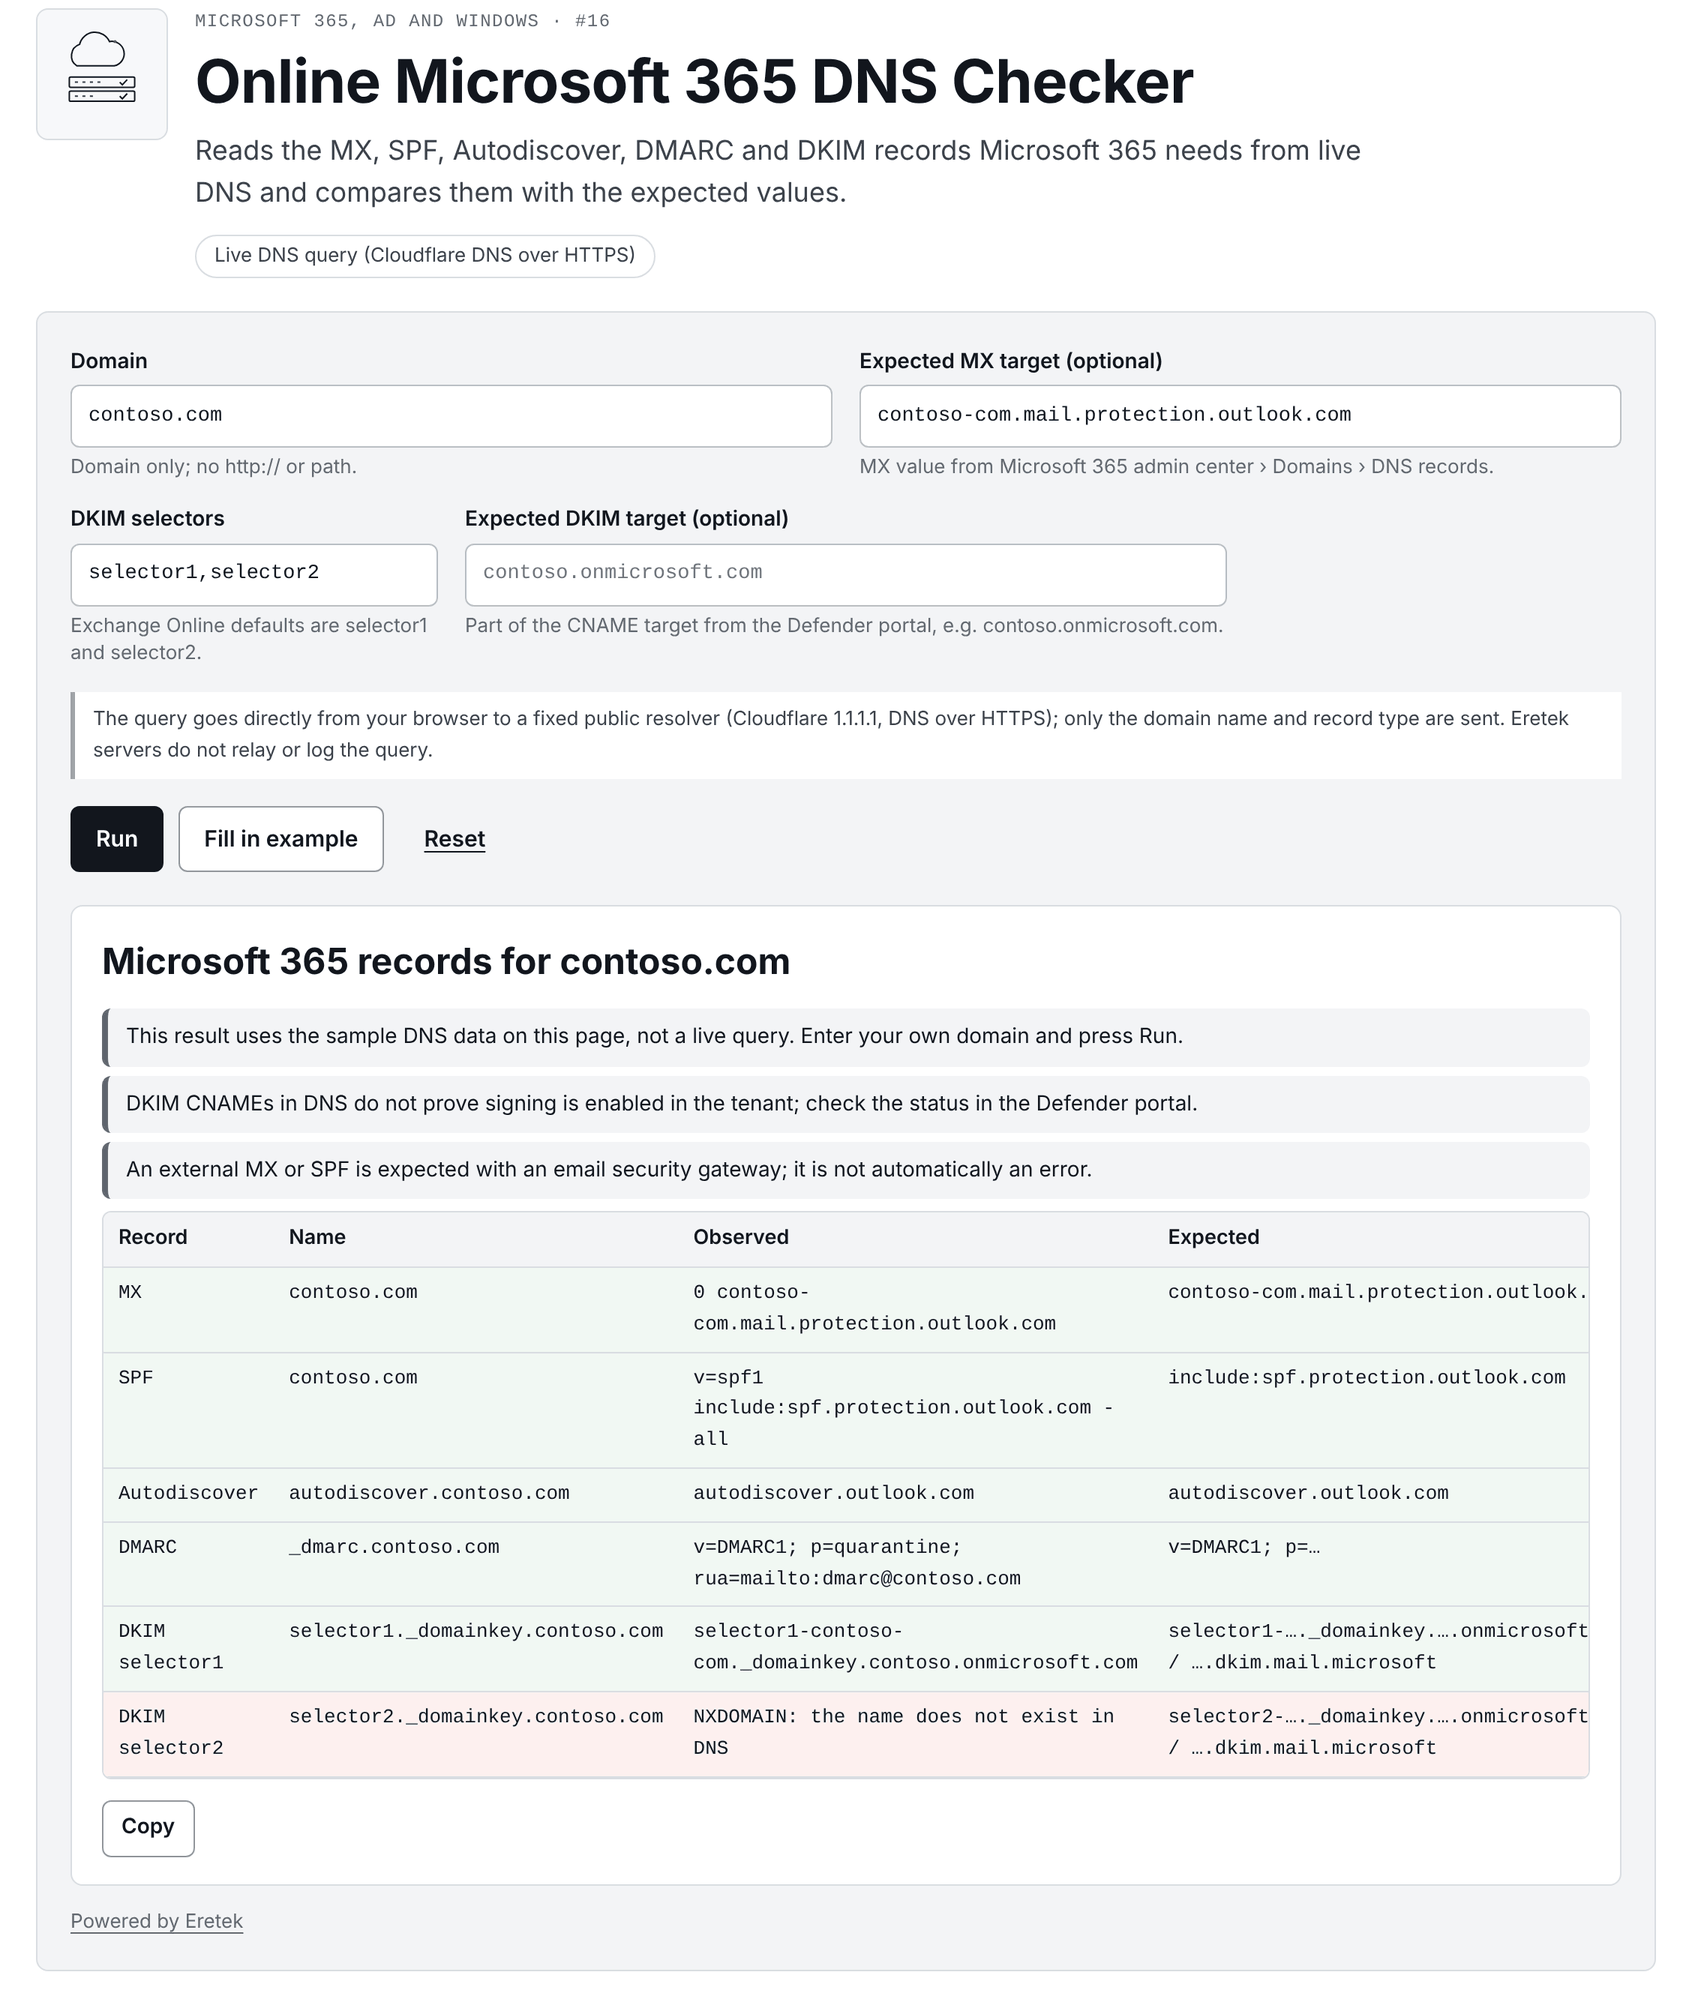 MICROSOFT 365, AD AND WINDOWS · #16
Online Microsoft 365 DNS Checker
Reads the MX, SPF, Autodiscover, DMARC and DKIM records Microsoft 365 needs from live
DNS and compares them with the expected values.
Live DNS query (Cloudflare DNS over HTTPS)
Domain
Expected MX target (optional)
contoso.com
contoso-com.mail.protection.outlook.com
Domain only; no http:// or path.
MX value from Microsoft 365 admin center › Domains › DNS records.
DKIM selectors
Expected DKIM target (optional)
selector1,selector2
contoso.onmicrosoft.com
Exchange Online defaults are selector1
and selector2.
Part of the CNAME target from the Defender portal, e.g. contoso.onmicrosoft.com.
The query goes directly from your browser to a fixed public resolver (Cloudflare 1.1.1.1, DNS over HTTPS); only the domain name and record type are sent. Eretek
servers do not relay or log the query.
Run
Fill in example
Reset
Microsoft 365 records for contoso.com
This result uses the sample DNS data on this page, not a live query. Enter your own domain and press Run.
DKIM CNAMEs in DNS do not prove signing is enabled in the tenant; check the status in the Defender portal.
An external MX or SPF is expected with an email security gateway; it is not automatically an error.
Record Name Observed Expected
MX
contoso.com
0 contoso-
com.mail.protection.outlook.com
contoso-com.mail.protection.outlook.
SPF
contoso.com
v=spf1
include:spf.protection.outlook.com -
all
include:spf.protection.outlook.com
Autodiscover
autodiscover.contoso.com
autodiscover.outlook.com
autodiscover.outlook.com
DMARC
_dmarc.contoso.com
v=DMARC1; p=quarantine;
rua=mailto:dmarc@contoso.com
v=DMARC1; p=…
DKIM
selector1
selector1._domainkey.contoso.com
selector1-contoso-
com._domainkey.contoso.onmicrosoft.com
selector1-…._domainkey.….onmicrosoft
/ ….dkim.mail.microsoft
DKIM
selector2
selector2._domainkey.contoso.com
NXDOMAIN: the name does not exist in
DNS
selector2-…._domainkey.….onmicrosoft
/ ….dkim.mail.microsoft
Copy
Powered by Eretek